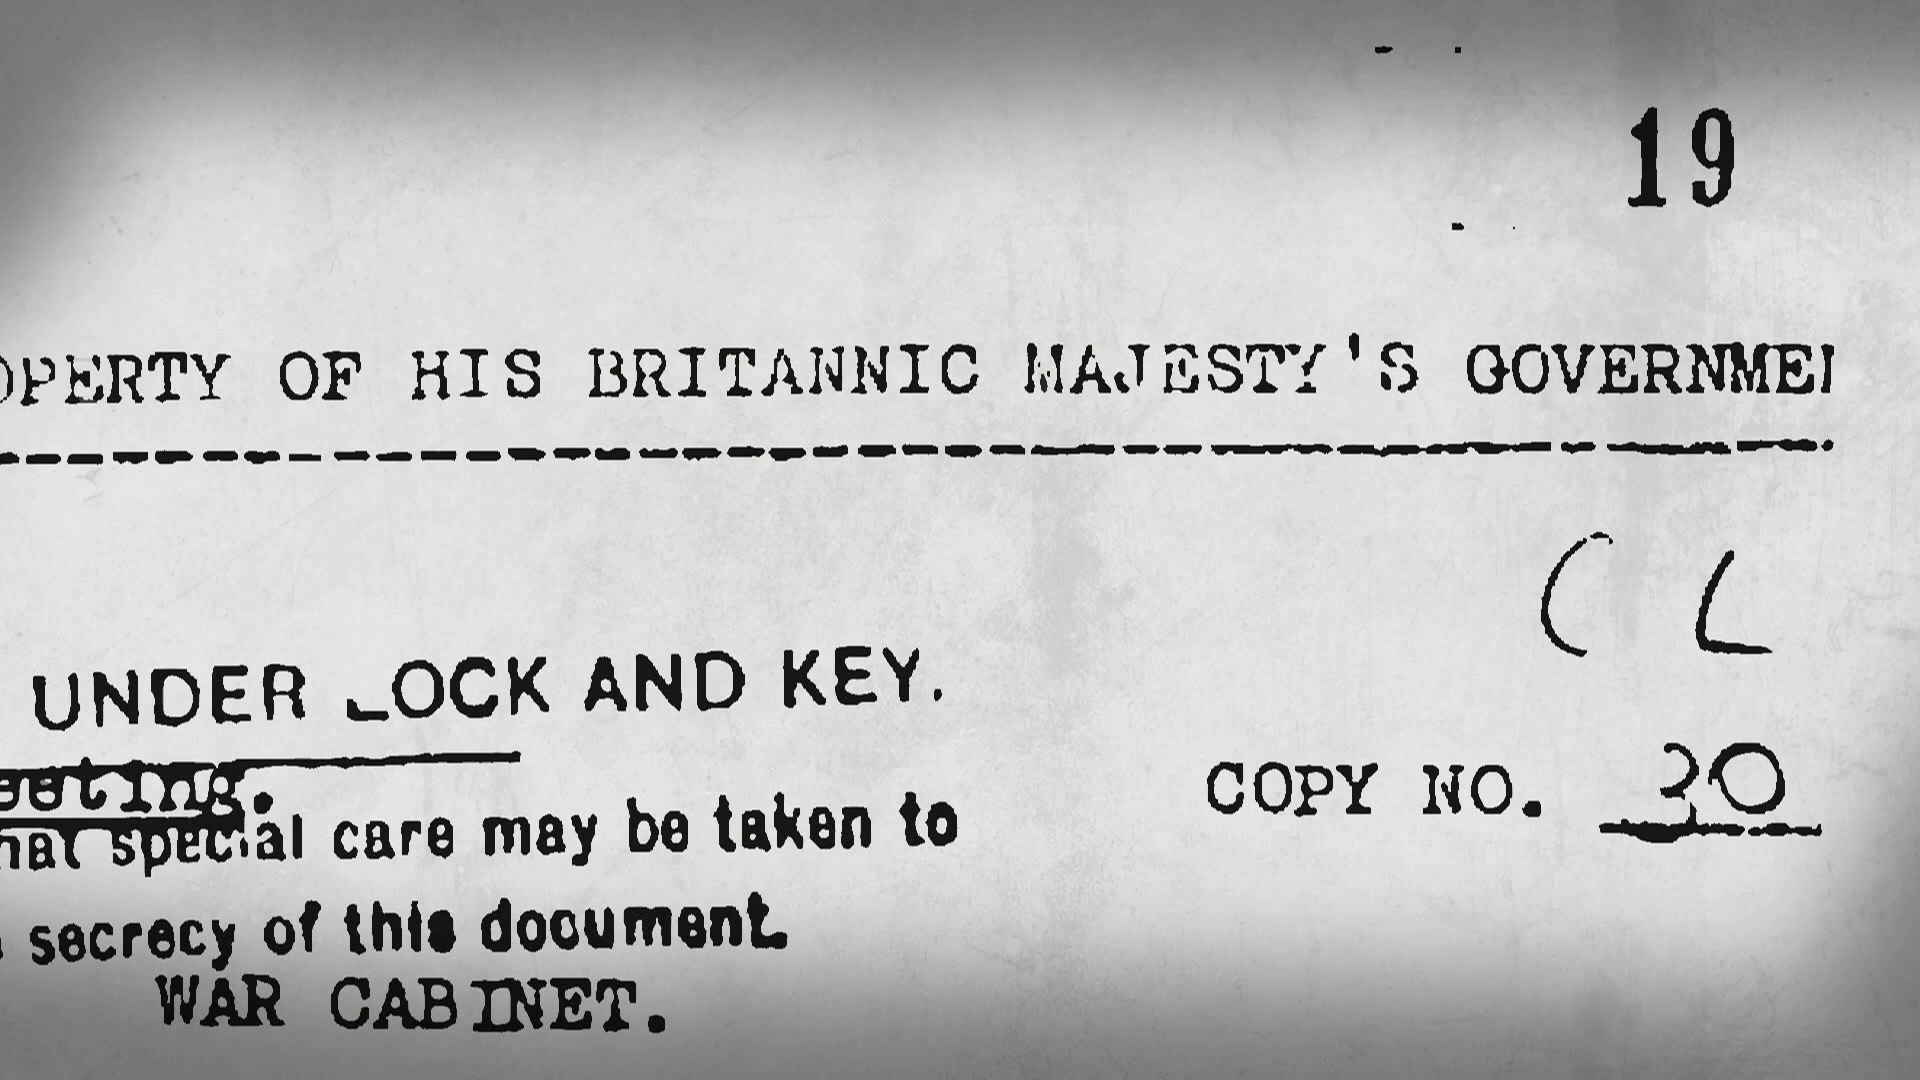 19
OPERTY OF HIS BRITANNIC MAJESTY'S GOVERNME
UNDER LOCK AND KEY.
eeting.
COPY NO. 20
hat special care may be taken to
secrecy of this document.
WAR CABINET.